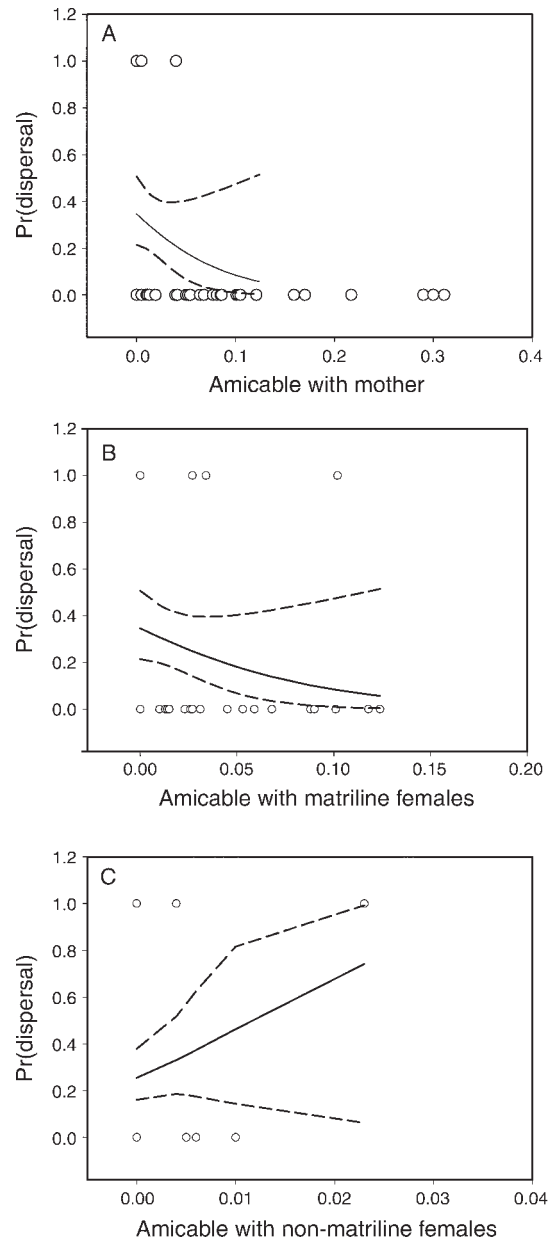 A
1.2
1.0
0.8
0.6
0.4
0.2
0.0
Pr(dispersal)
0.0 0.1 0.2 0.3 0.4
Amicable with mother
B
1.2
1.0
0.8
0.6
0.4
0.2
0.0
Pr(dispersal)
0.00 0.05 0.10 0.15 0.20
Amicable with matriline females
C
1.2
1.0
0.8
0.6
0.4
0.2
0.0
Pr(dispersal)
0.00 0.01 0.02 0.03 0.04
Amicable with non-matriline females